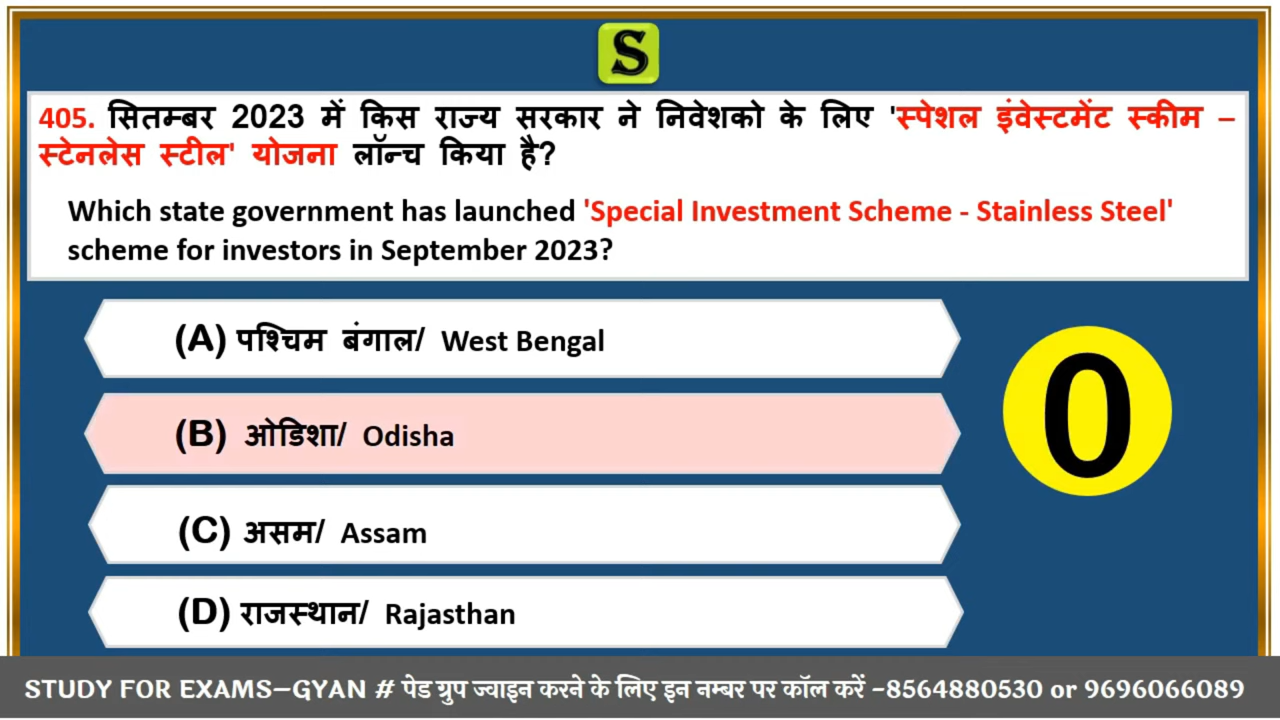 S
405. सितम्बर 2023 में किस राज्य सरकार ने निवेशको के लिए 'स्पेशल इंवेस्टमेंट स्कीम –
स्टेनलेस स्टील' योजना लॉन्च किया है?
Which state government has launched 'Special Investment Scheme - Stainless Steel'
scheme for investors in September 2023?
(A) पश्चिम बंगाल/ West Bengal
(B) ओडिशा/ Odisha
(C) असम/ Assam
(D) राजस्थान/ Rajasthan
0
STUDY FOR EXAMS–GYAN # पेड ग्रुप ज्वाइन करने के लिए इन नम्बर पर कॉल करें –8564880530 or 9696066089